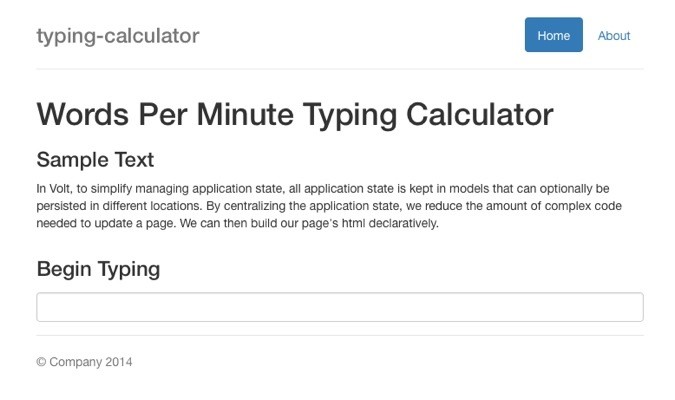 typing-calculator
Home
About
Words Per Minute Typing Calculator
Sample Text
In Volt, to simplify managing application state, all application state is kept in models that can optionally be
persisted in different locations. By centralizing the application state, we reduce the amount of complex code
needed to update a page. We can then build our page's html declaratively.
Begin Typing
© Company 2014